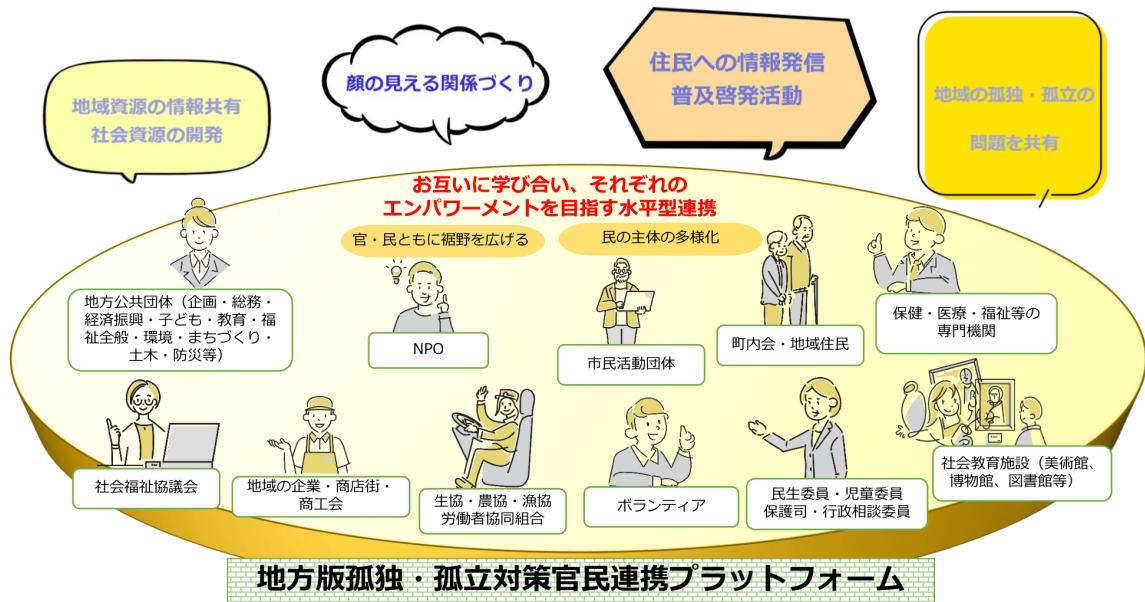 地域資源の情報共有
社会資源の開発
顔の見える関係づくり
住民への情報発信
普及啓発活動
地域の孤独・孤立の
問題を共有
お互いに学び合い、それぞれの
エンパワーメントを目指す水平型連携
官・民ともに裾野を広げる
民の主体の多様化
地方公共団体（企画・総務・
経済振興・子ども・教育・福
祉全般・環境・まちづくり・
土木・防災等）
NPO
市民活動団体
町内会・地域住民
保健・医療・福祉等の
専門機関
社会福祉協議会
地域の企業・商店街・
商工会
生協・農協・漁協
労働者協同組合
ボランティア
民生委員・児童委員
保護司・行政相談委員
社会教育施設（美術館、
博物館、図書館等）
地方版孤独・孤立対策官民連携プラットフォーム